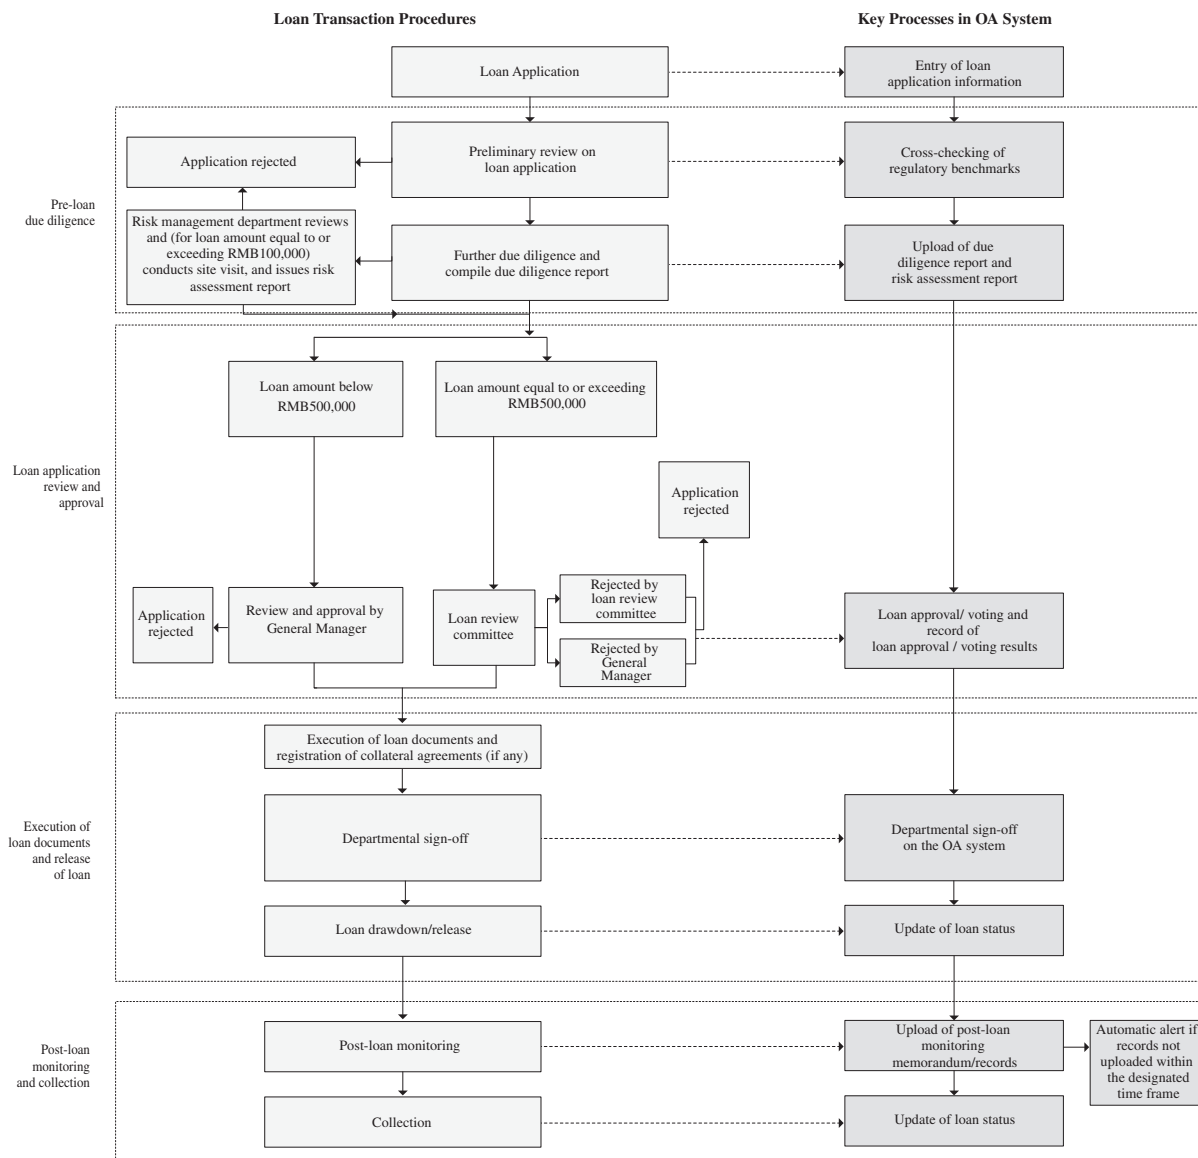 Loan Transaction Procedures
Key Processes in OA System
Loan Application
Entry of loan
application information
Pre-loan
due diligence
Application rejected
Preliminary review on
loan application
Cross-checking of
regulatory benchmarks
Risk management department reviews
and (for loan amount equal to or
exceeding RMB100,000)
conducts site visit, and issues risk
assessment report
Further due diligence and
compile due diligence report
Upload of due
diligence report and
risk assessment report
Loan application
review and
approval
Loan amount below
RMB500,000
Loan amount equal to or exceeding
RMB500,000
Application
rejected
Application
rejected
Review and approval by
General Manager
Loan review
committee
Rejected by
loan review
committee
Rejected by
General
Manager
Loan approval/ voting and
record of
loan approval / voting results
Execution of
loan documents
and release
of loan
Execution of loan documents and
registration of collateral agreements (if any)
Departmental sign-off
Departmental sign-off
on the OA system
Loan drawdown/release
Update of loan status
Post-loan
monitoring
and collection
Post-loan monitoring
Upload of post-loan
monitoring
memorandum/records
Automatic alert if
records not
uploaded within
the designated
time frame
Collection
Update of loan status